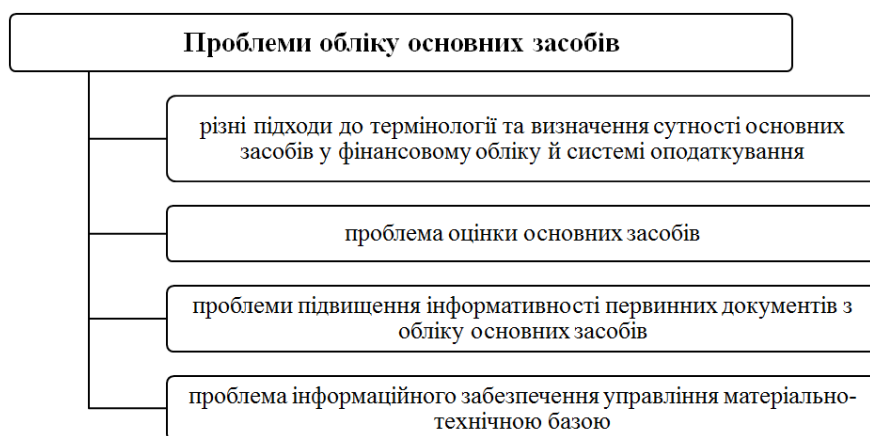 Проблеми обліку основних засобів
різні підходи до термінології та визначення сутності основних
засобів у фінансовому обліку й системі оподаткування
проблема оцінки основних засобів
проблеми підвищення інформативності первинних документів з
обліку основних засобів
проблема інформаційного забезпечення управління матеріально-
технічною базою